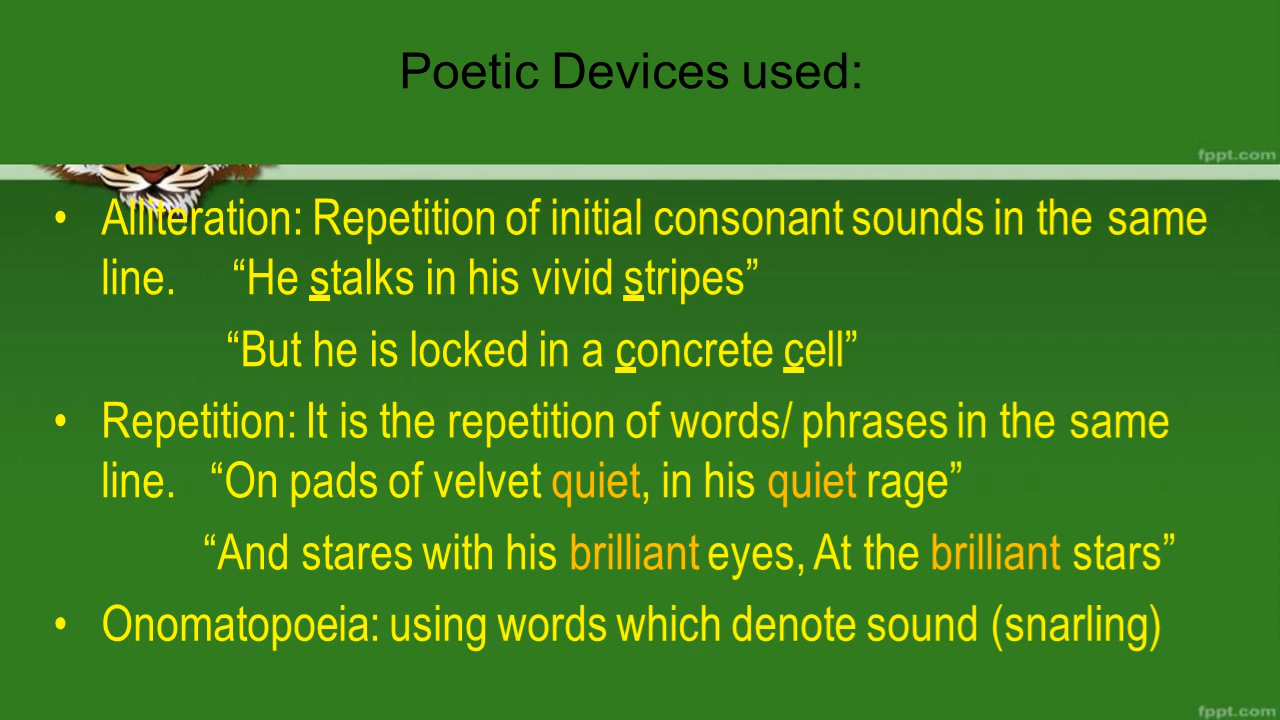 Poetic Devices used:
fppt.com
• Alliteration: Repetition of initial consonant sounds in the same
line. “He stalks in his vivid stripes”
“But he is locked in a concrete cell”
• Repetition: It is the repetition of words/ phrases in the same
line. “On pads of velvet quiet, in his quiet rage”
“And stares with his brilliant eyes, At the brilliant stars”
• Onomatopoeia: using words which denote sound (snarling)
fppt.com